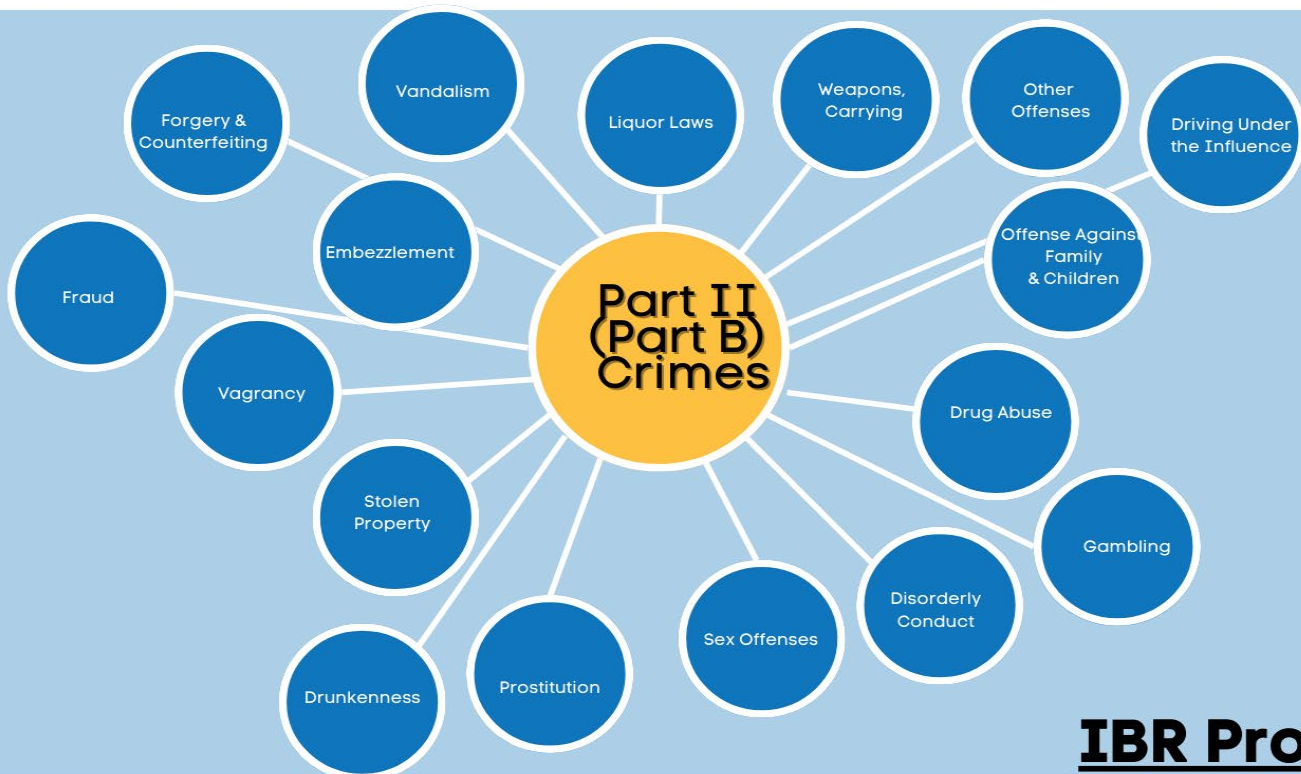 Vandalism
Liquor Laws
Weapons,
Carrying
Other
Offenses
Driving Under
the Influence
Forgery &
Counterfeiting
Embezzlement
Offense Against
Family
& Children
Fraud
Part II
(Part B)
Crimes
Vagrancy
Drug Abuse
Stolen
Property
Gambling
Disorderly
Conduct
Sex Offenses
Prostitution
Drunkenness
IBR Pro